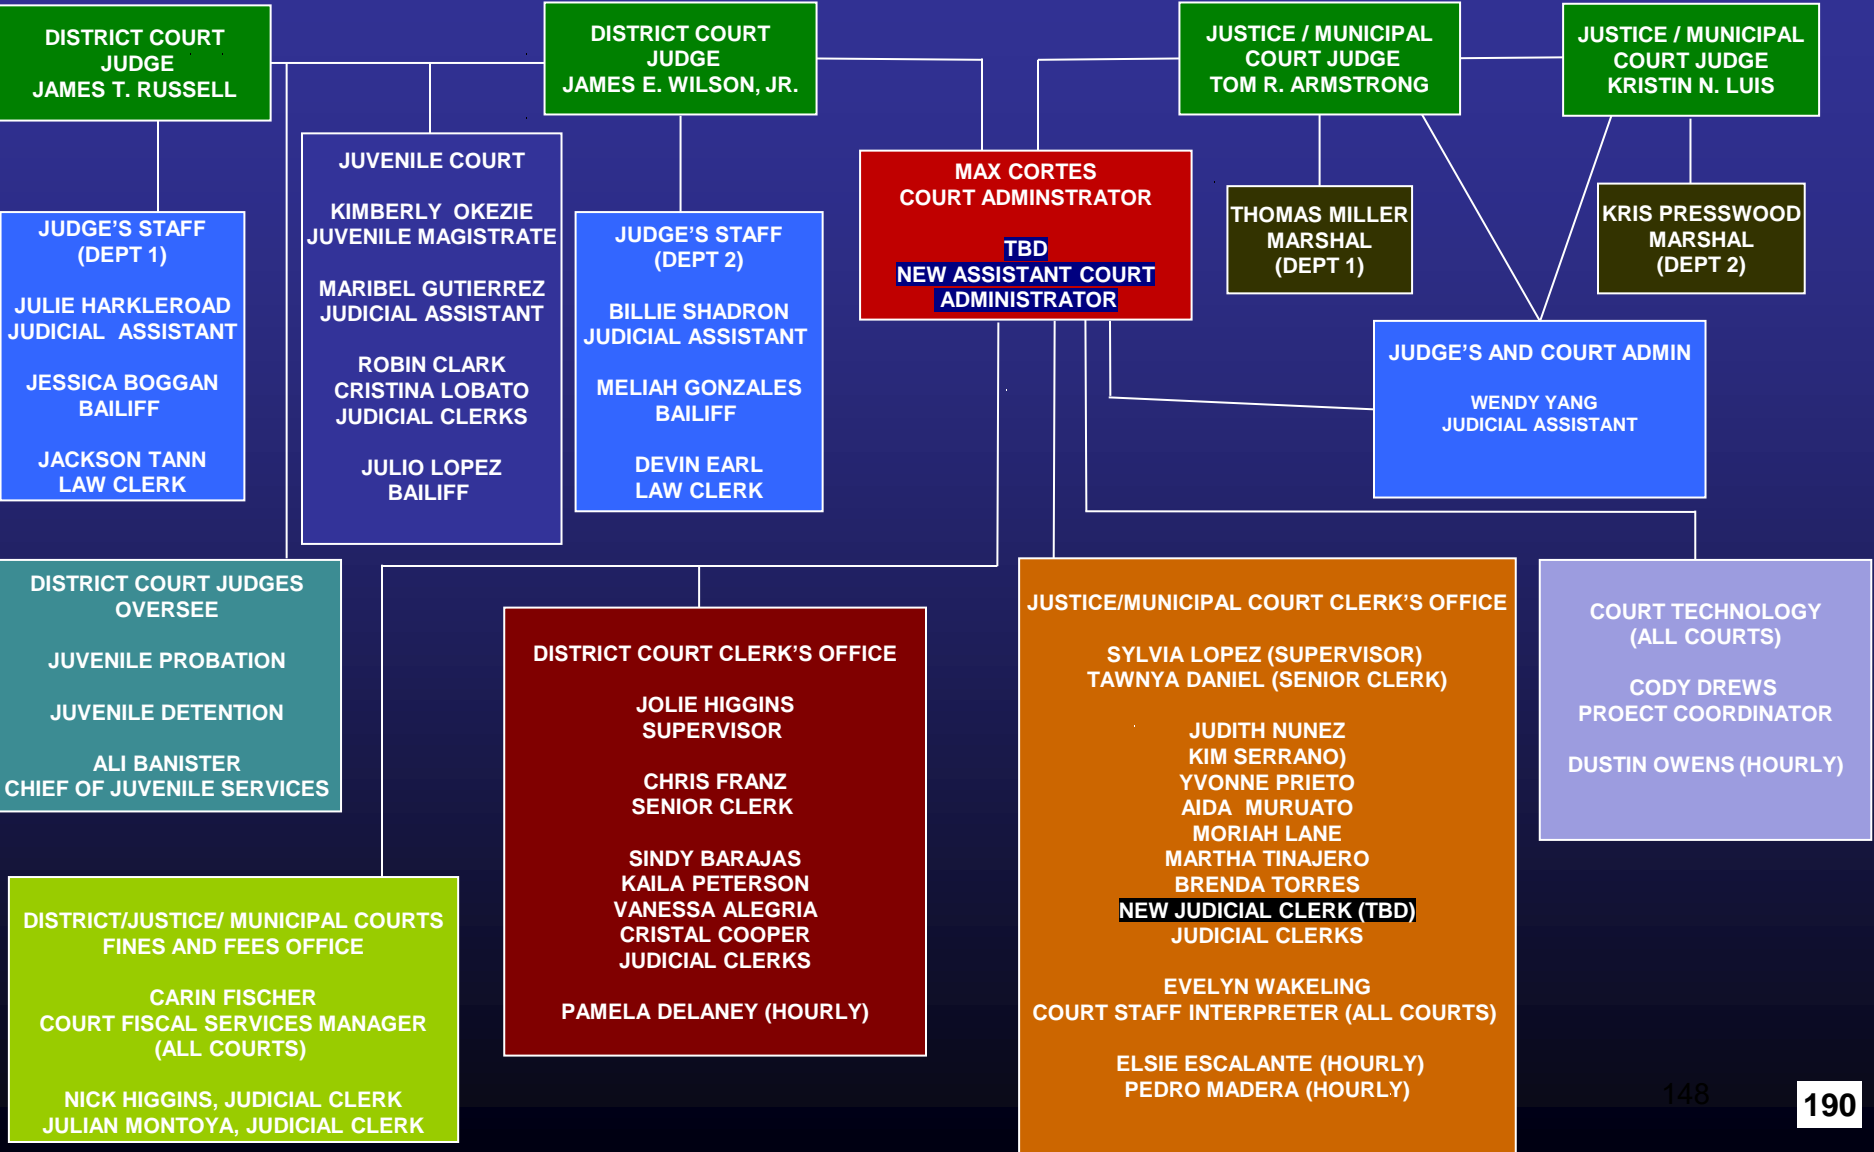 DISTRICT COURT
JUDGE
JAMES T. RUSSELL
DISTRICT COURT
JUDGE
JAMES E. WILSON, JR.
JUSTICE / MUNICIPAL
COURT JUDGE
TOM R. ARMSTRONG
JUSTICE / MUNICIPAL
COURT JUDGE
KRISTIN N. LUIS
JUDGE'S STAFF
(DEPT 1)
JULIE HARKLEROAD
JUDICIAL ASSISTANT
JESSICA BOGGAN
BAILIFF
JACKSON TANN
LAW CLERK
JUVENILE COURT
KIMBERLY OKEZIE
JUVENILE MAGISTRATE
MARIBEL GUTIERREZ
JUDICIAL ASSISTANT
ROBIN CLARK
CRISTINA LOBATO
JUDICIAL CLERKS
JULIO LOPEZ
BAILIFF
JUDGE'S STAFF
(DEPT 2)
BILLIE SHADRON
JUDICIAL ASSISTANT
MELIAH GONZALES
BAILIFF
DEVIN EARL
LAW CLERK
MAX CORTES
COURT ADMINSTRATOR
TBD
NEW ASSISTANT COURT
ADMINISTRATOR
THOMAS MILLER
MARSHAL
(DEPT 1)
KRIS PRESSWOOD
MARSHAL
(DEPT 2)
JUDGE'S AND COURT ADMIN
WENDY YANG
JUDICIAL ASSISTANT
DISTRICT COURT JUDGES
OVERSEE
JUVENILE PROBATION
JUVENILE DETENTION
ALI BANISTER
CHIEF OF JUVENILE SERVICES
DISTRICT/JUSTICE/ MUNICIPAL COURTS
FINES AND FEES OFFICE
CARIN FISCHER
COURT FISCAL SERVICES MANAGER
(ALL COURTS)
NICK HIGGINS, JUDICIAL CLERK
JULIAN MONTOYA, JUDICIAL CLERK
DISTRICT COURT CLERK'S OFFICE
JOLIE HIGGINS
SUPERVISOR
CHRIS FRANZ
SENIOR CLERK
SINDY BARAJAS
KAILA PETERSON
VANESSA ALEGRIA
CRISTAL COOPER
JUDICIAL CLERKS
PAMELA DELANEY (HOURLY)
JUSTICE/MUNICIPAL COURT CLERK'S OFFICE
SYLVIA LOPEZ (SUPERVISOR)
TAWNYA DANIEL (SENIOR CLERK)
JUDITH NUNEZ
KIM SERRANO)
YVONNE PRIETO
AIDA MURUATO
MORIAH LANE
MARTHA TINAJERO
BRENDA TORRES
NEW JUDICIAL CLERK (TBD)
JUDICIAL CLERKS
EVELYN WAKELING
COURT STAFF INTERPRETER (ALL COURTS)
ELSIE ESCALANTE (HOURLY)
PEDRO MADERA (HOURLY)
COURT TECHNOLOGY
(ALL COURTS)
CODY DREWS
PROECT COORDINATOR
DUSTIN OWENS (HOURLY)
148
190